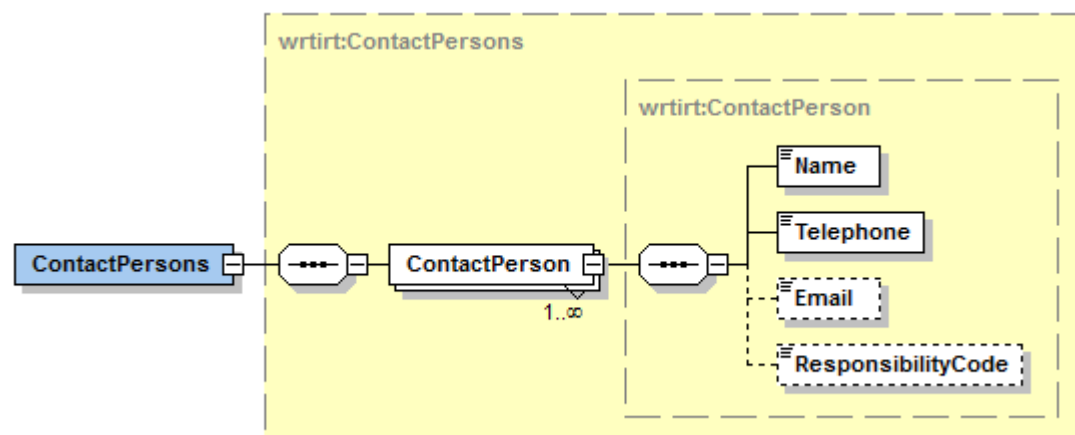 wrtirt:ContactPersons
wrtirt:ContactPerson
Name
Telephone
ContactPersons
ContactPerson
1..∞
Email
ResponsibilityCode